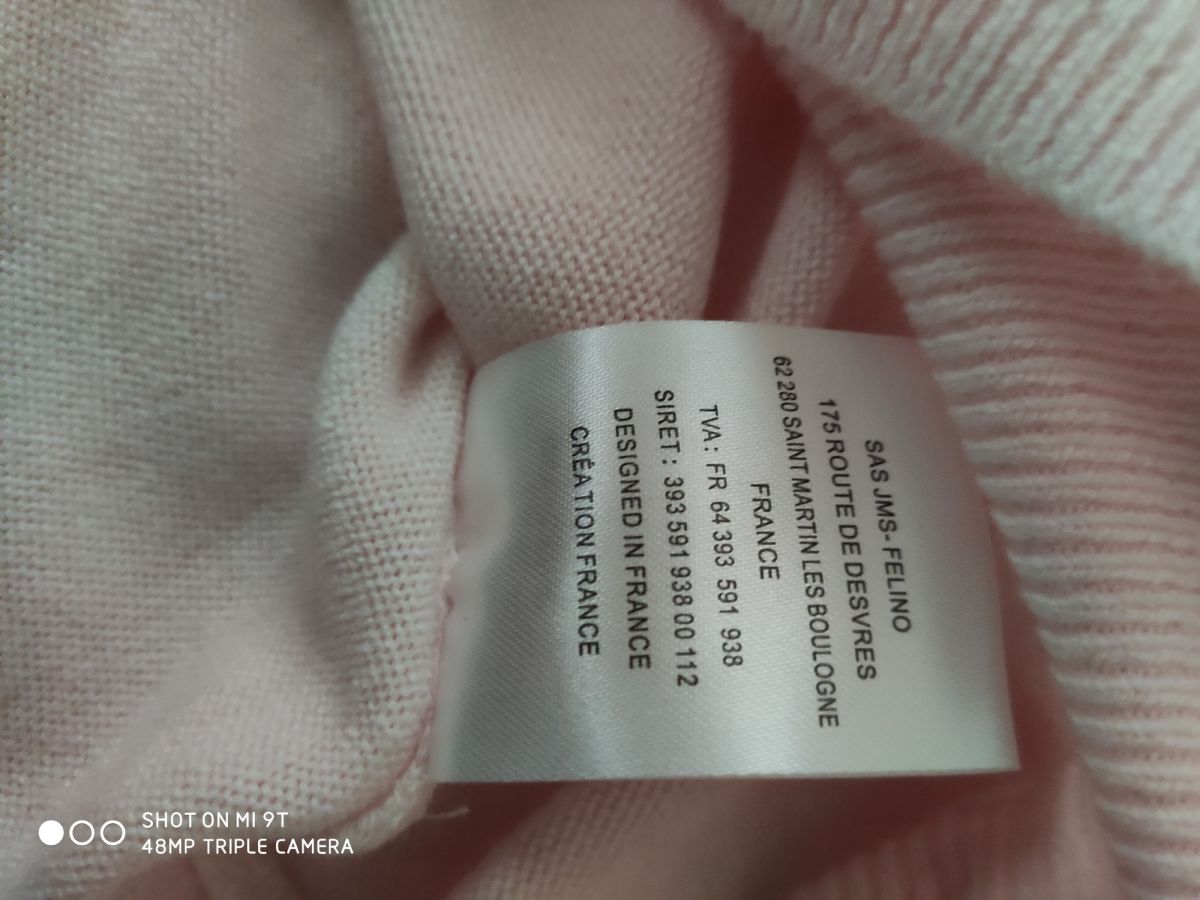 SAS JMS- FELINO
175 ROUTE DE DESVRES
62 280 SAINT MARTIN LES BOULOGNE
FRANCE
TVA : FR 64 393 591 938
SIRET : 393 591 938 00 112
DESIGNED IN FRANCE
CRÉATION FRANCE
SHOT ON MI 9T
48MP TRIPLE CAMERA